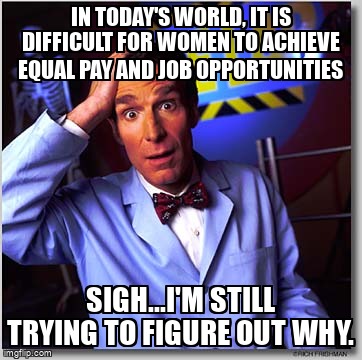 IN TODAY'S WORLD, IT IS
DIFFICULT FOR WOMEN TO ACHIEVE
EQUAL PAY AND JOB OPPORTUNITIES
SIGH...I'M STILL
TRYING TO FIGURE OUT WHY.
imgflip.com
©RICH FRISHMAN